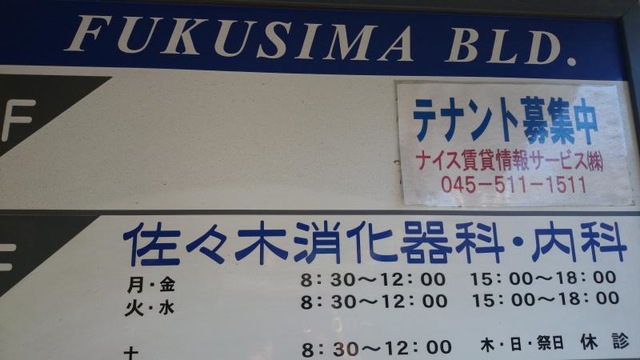 FUKUSIMA BLD.
F
テナント募集中
ナイス賃貸情報サービス㈱
045-511-1511
佐々木消化器科・内科
月・金 8:30～12:00 15:00～18:00
火・水 8:30～12:00 15:00～18:00
土 8:30～12:00 木・日・祭日 休診